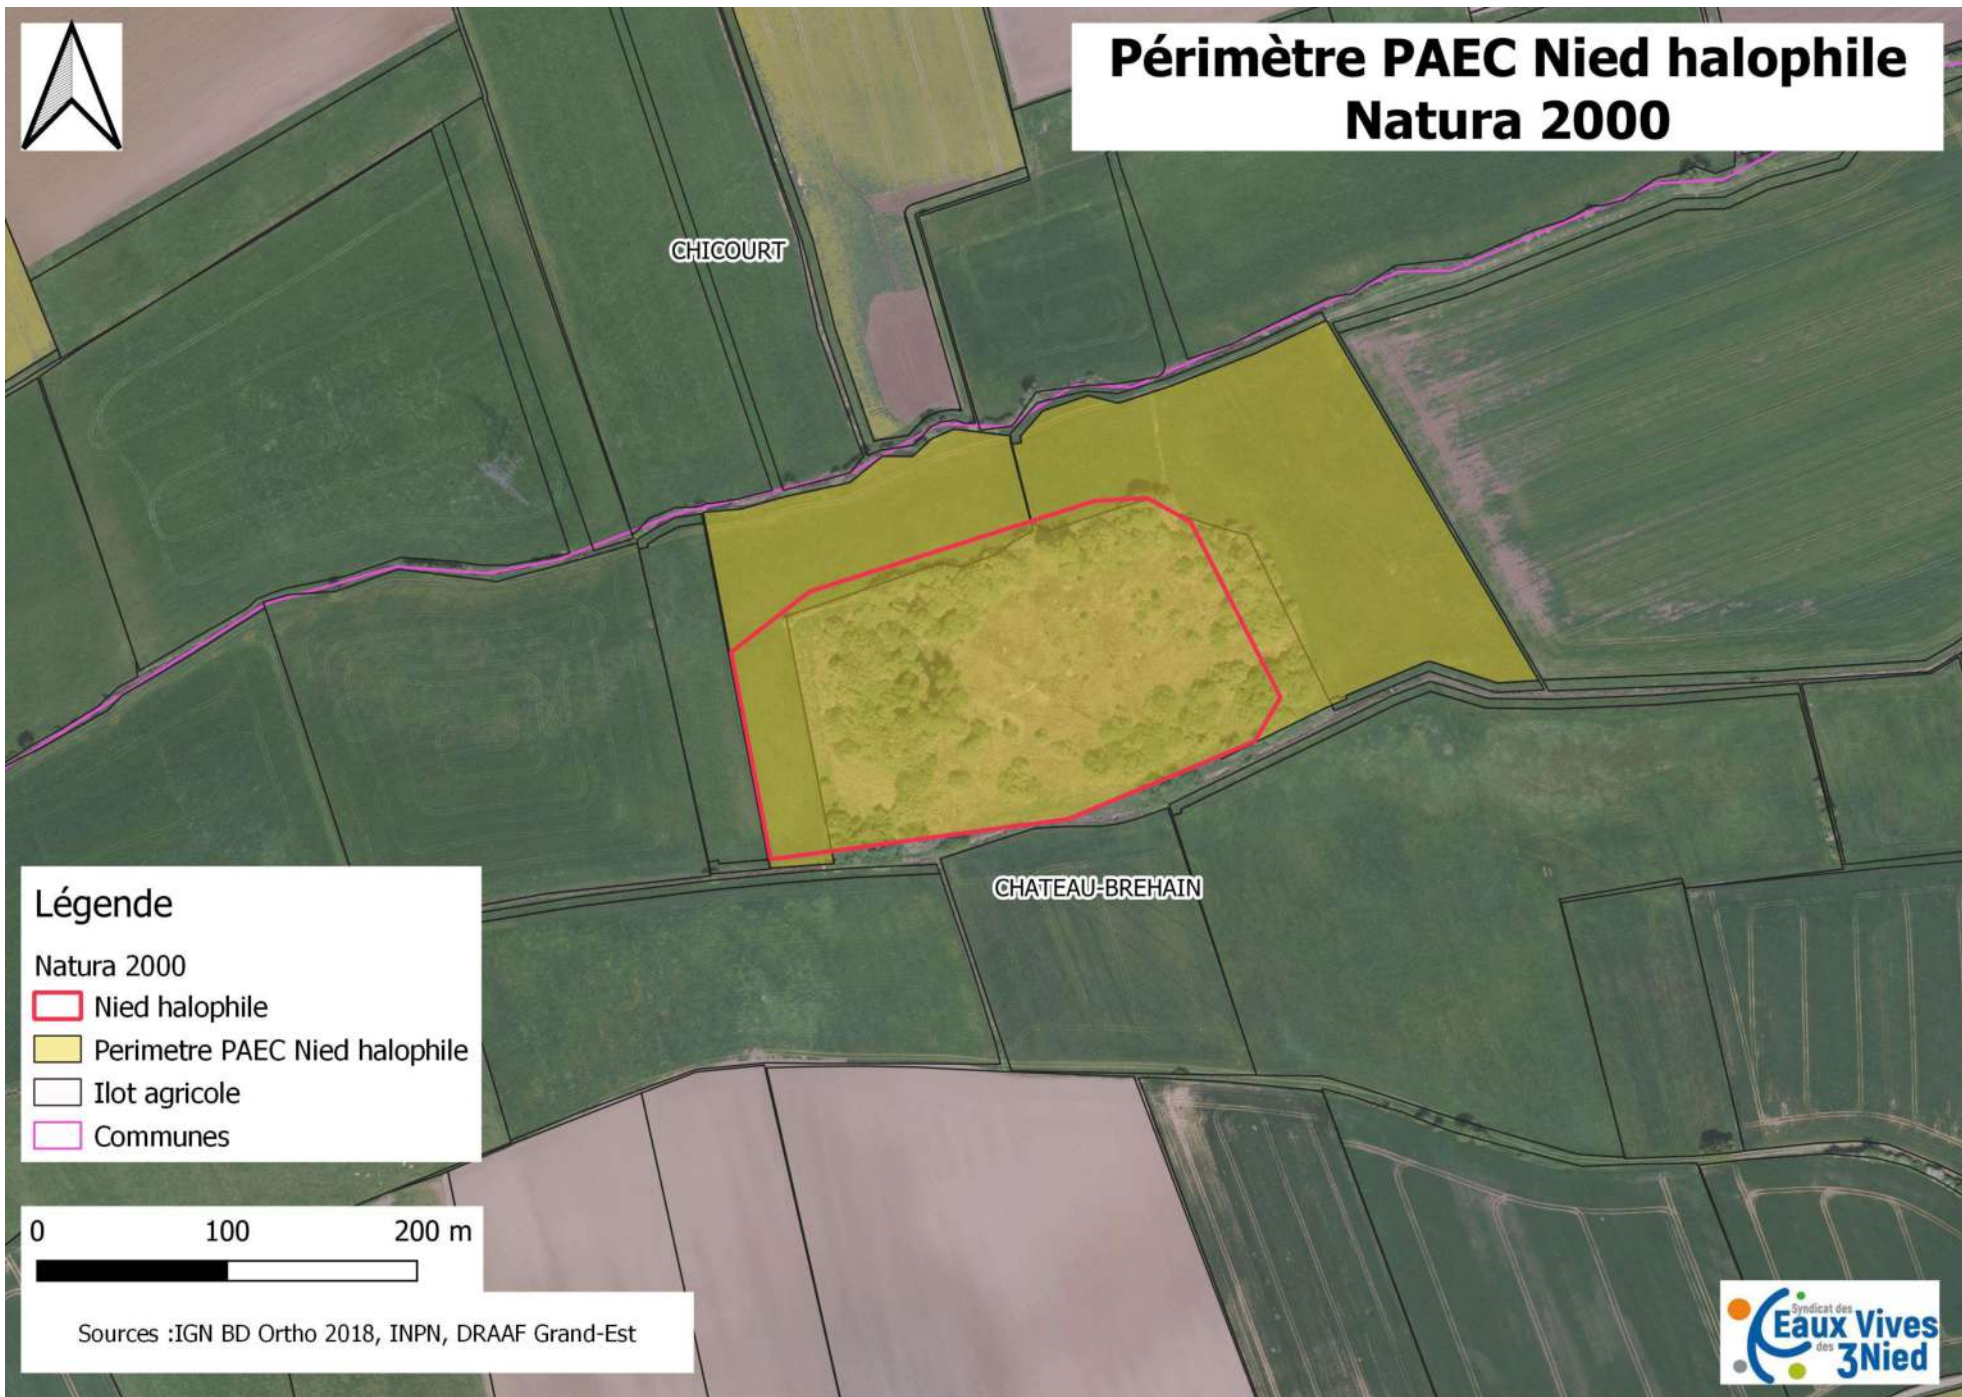 Périmètre PAEC Nied halophile
Natura 2000
CHICOURT
CHATEAU-BREHAIN
Légende
Natura 2000
Nied halophile
Perimetre PAEC Nied halophile
Ilot agricole
Communes
0 100 200 m
Sources :IGN BD Ortho 2018, INPN, DRAAF Grand-Est
Syndicat des
Eaux Vives
des 3Nied